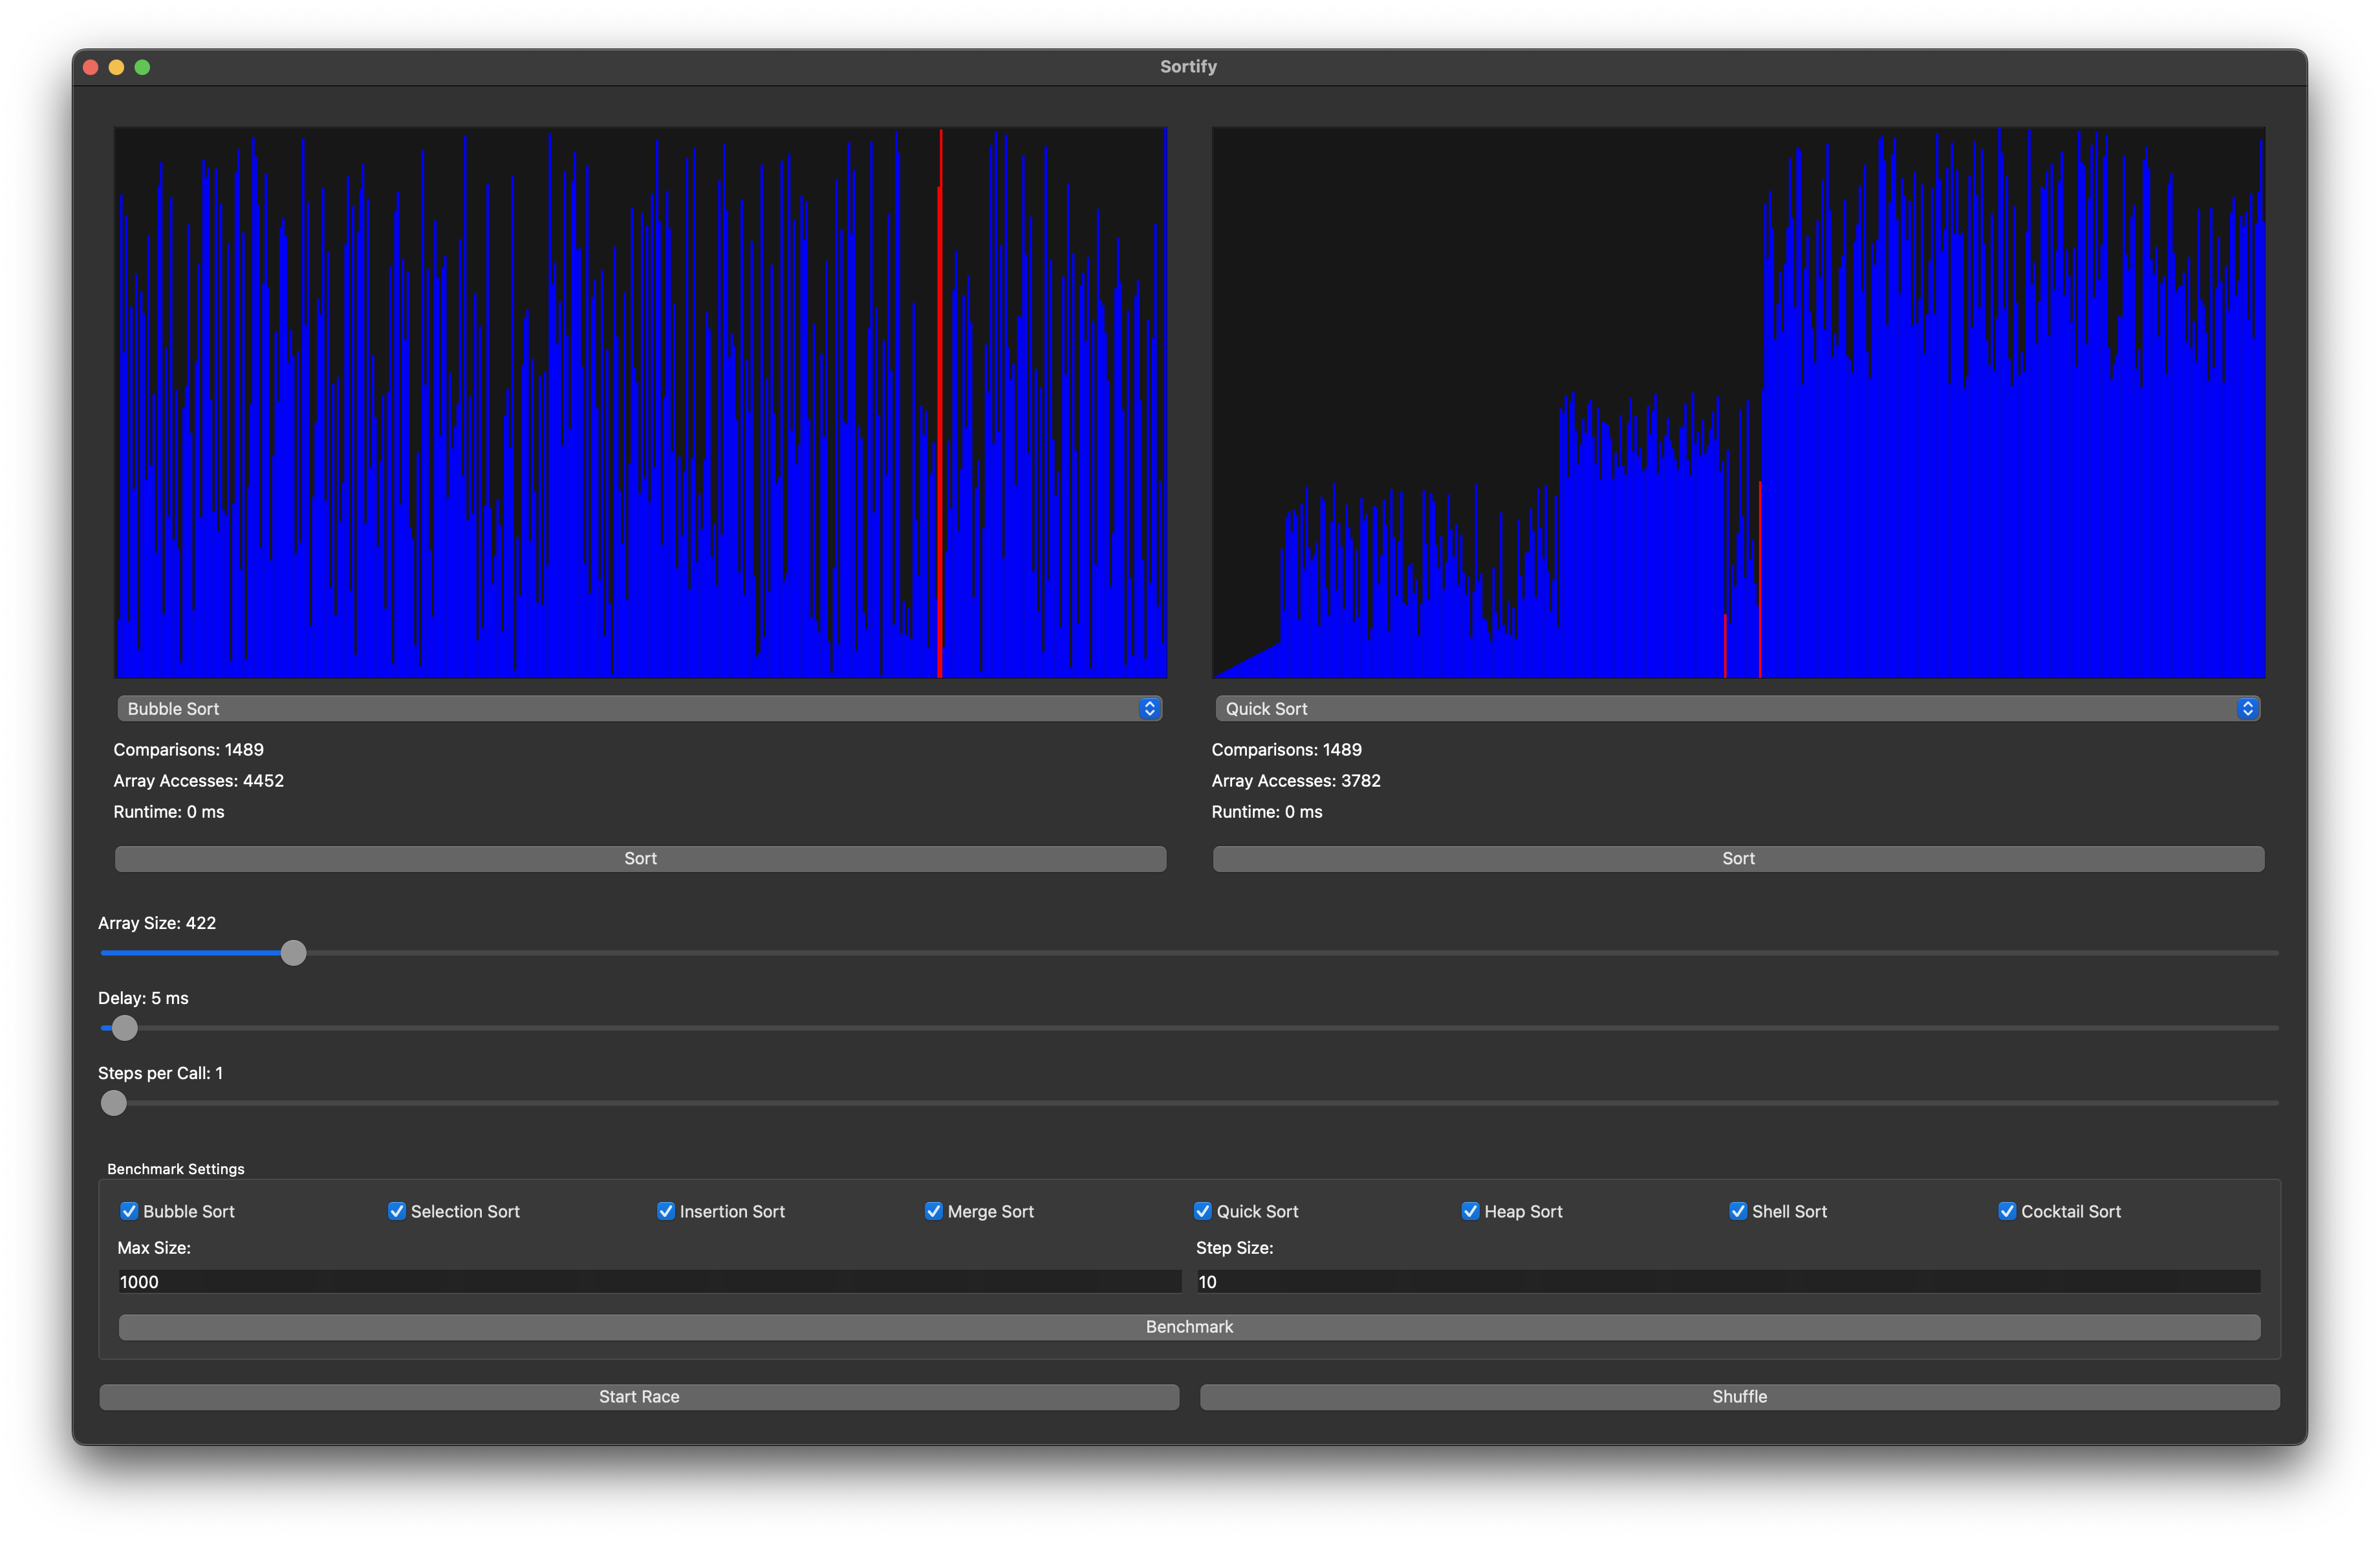 Sortify
Bubble Sort
Comparisons: 1489
Array Accesses: 4452
Runtime: 0 ms
Sort
Quick Sort
Comparisons: 1489
Array Accesses: 3782
Runtime: 0 ms
Sort
Array Size: 422
Delay: 5 ms
Steps per Call: 1
Benchmark Settings
Bubble Sort
Selection Sort
Insertion Sort
Merge Sort
Quick Sort
Heap Sort
Shell Sort
Cocktail Sort
Max Size:
1000
Step Size:
10
Benchmark
Start Race
Shuffle